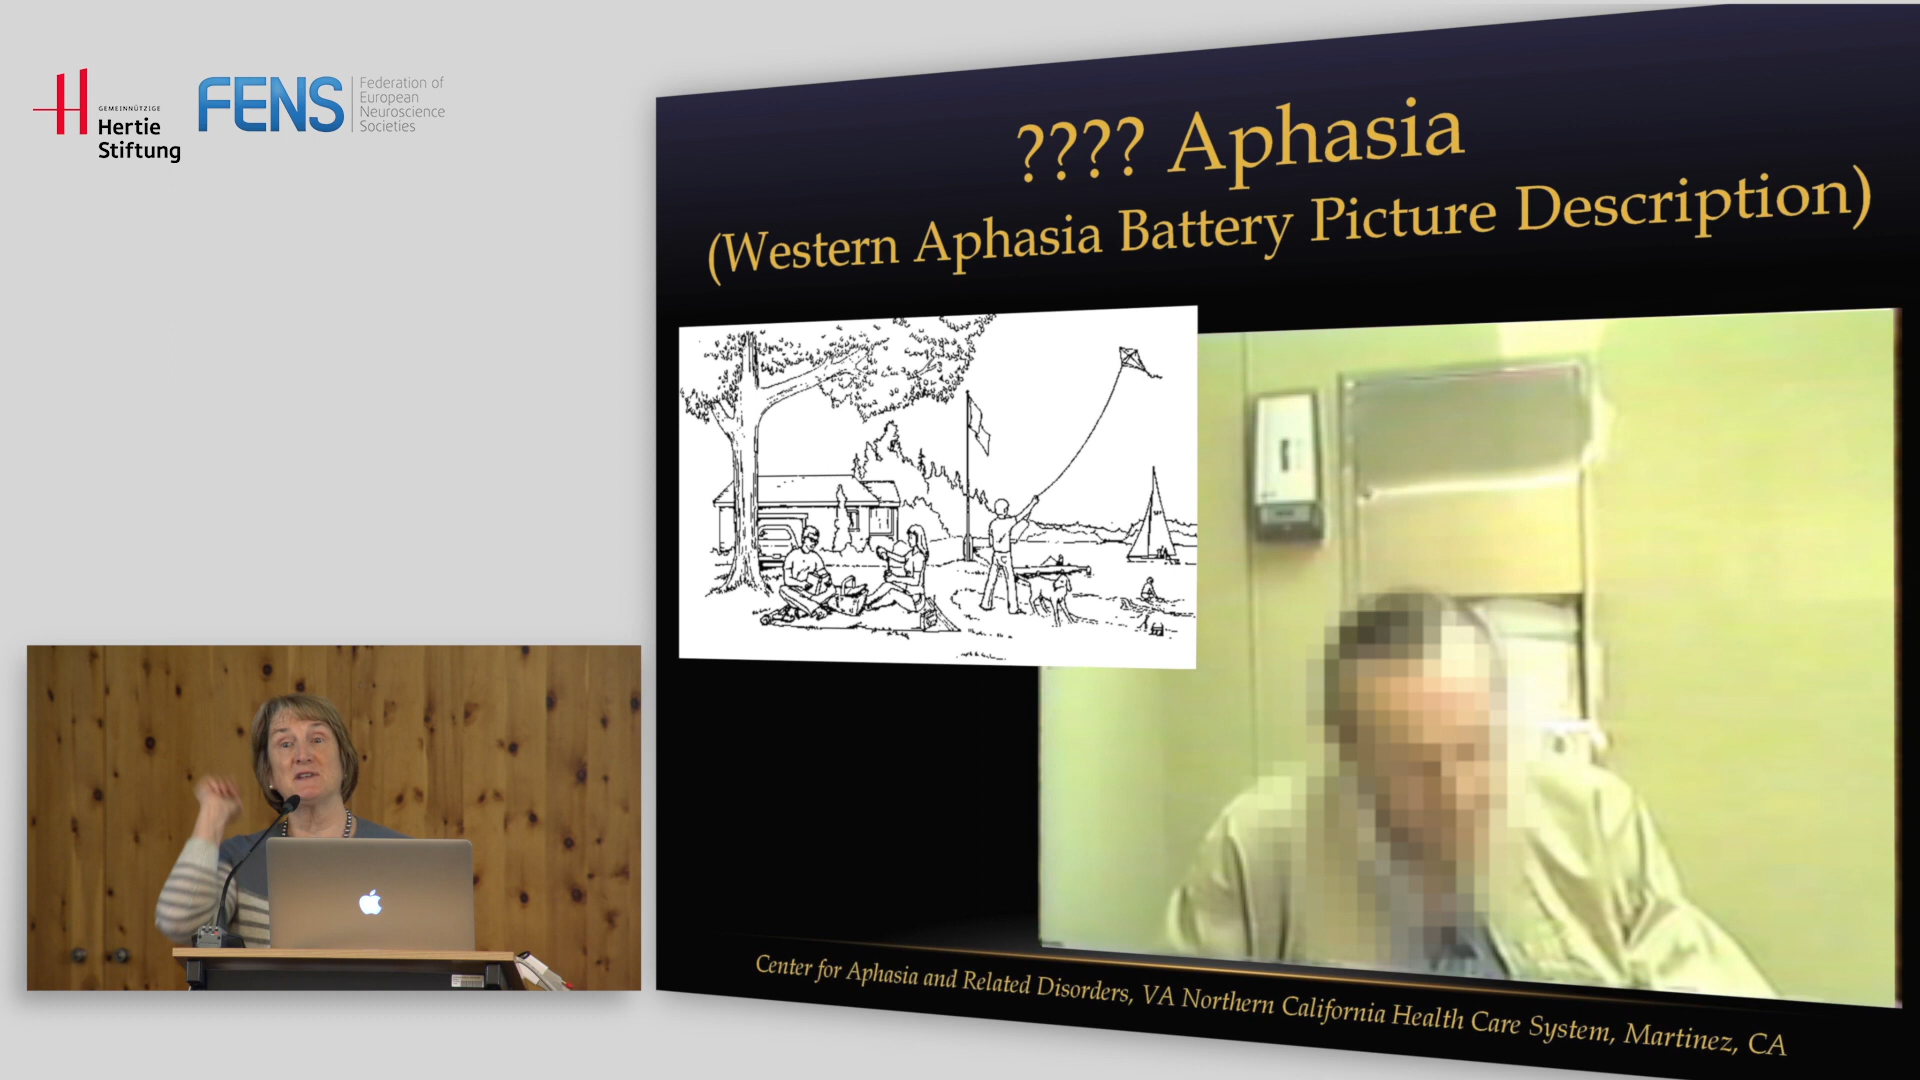 GEMEINNÜTZIGE
Hertie
Stiftung
FENS
Federation of
European
Neuroscience
Societies
???? Aphasia
(Western Aphasia Battery Picture Description)
Center for Aphasia and Related Disorders, VA Northern California Health Care System, Martinez, CA